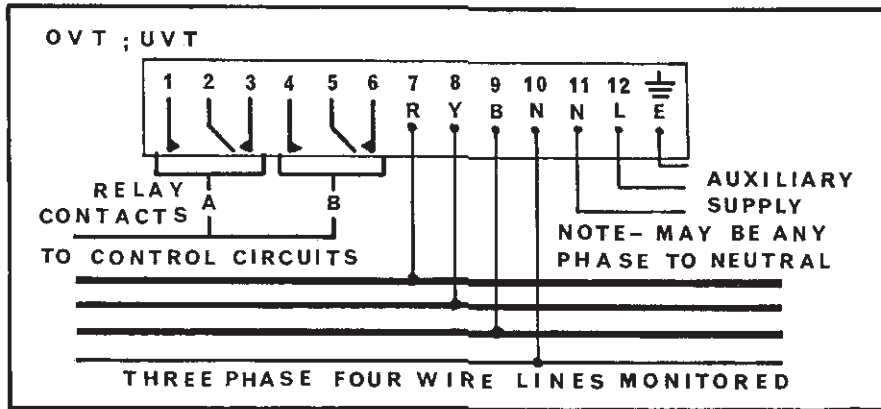 OVT ; UVT
1 2 3 4 5 6 7 8 9 10 11 12
R Y B N N L E
RELAY CONTACTS
A B
AUXILIARY SUPPLY
NOTE- MAY BE ANY PHASE TO NEUTRAL
TO CONTROL CIRCUITS
THREE PHASE FOUR WIRE LINES MONITORED